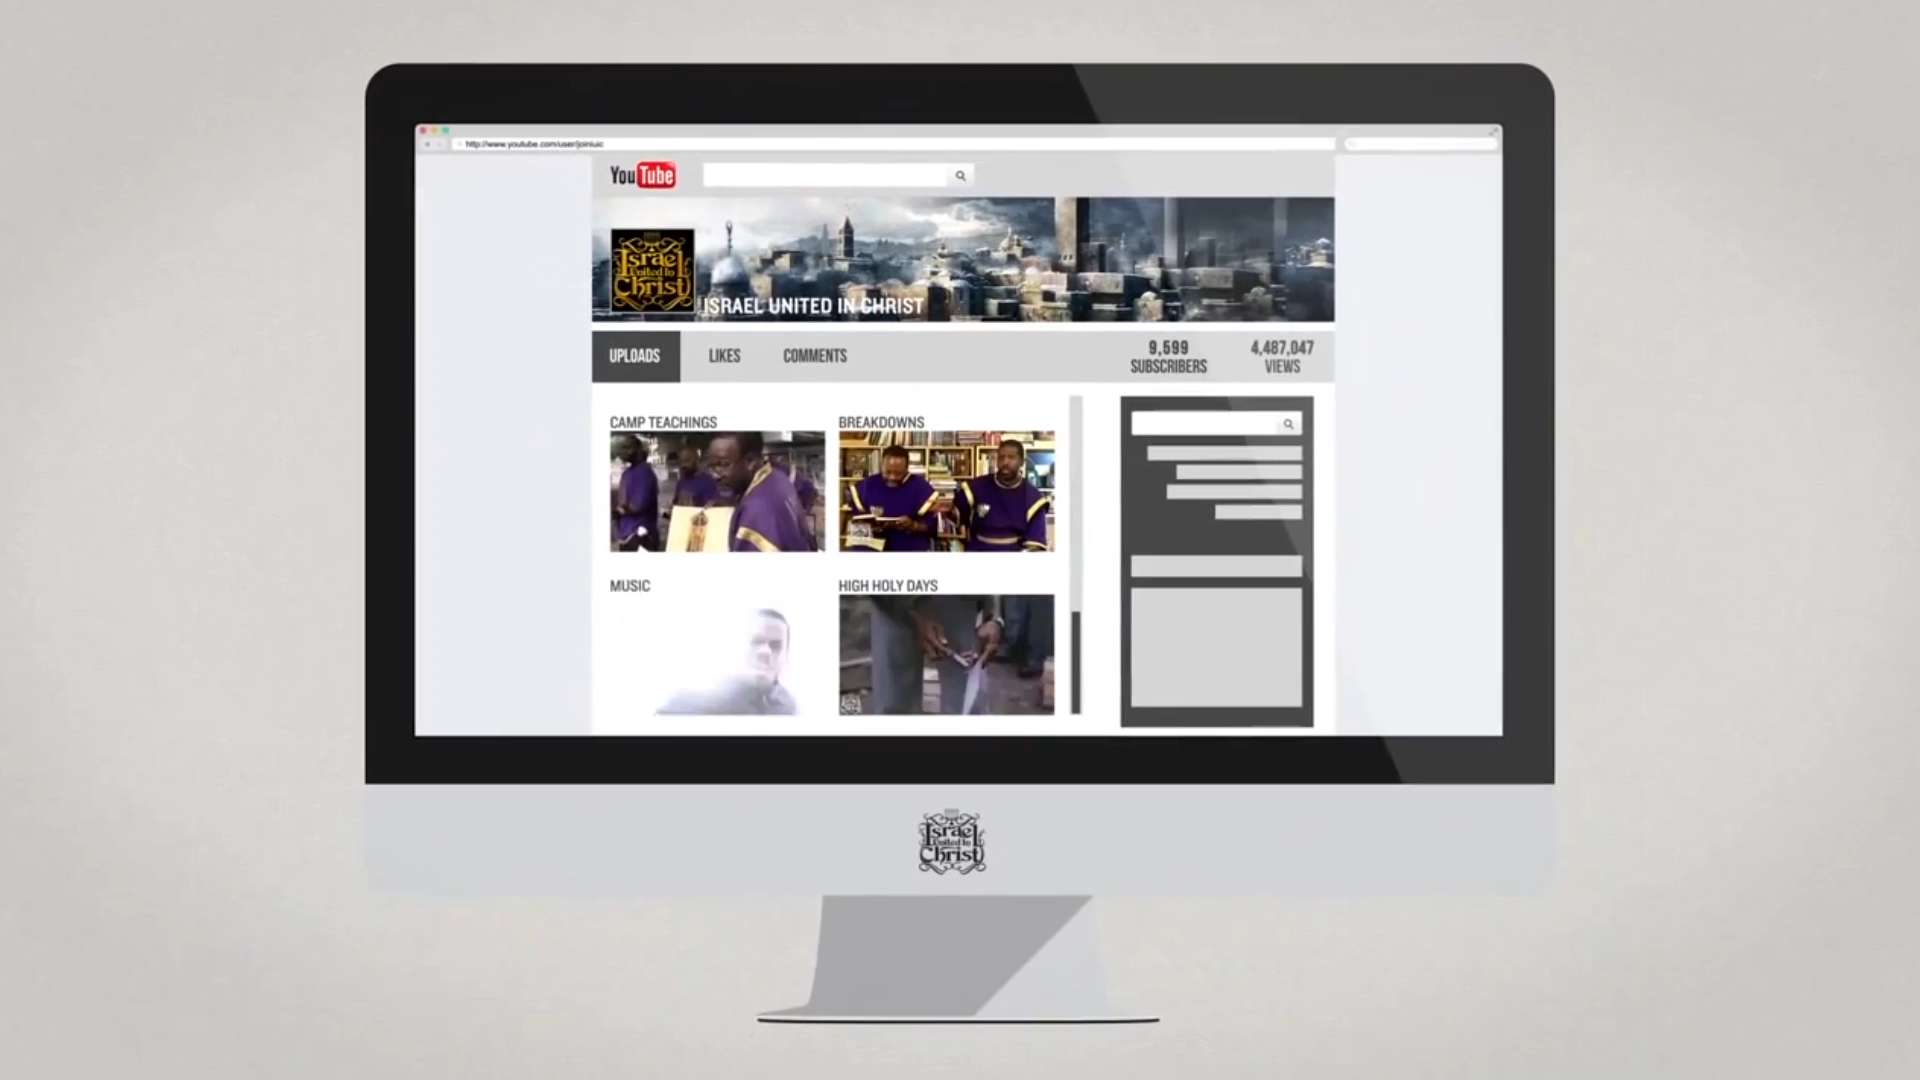 http://www.youtube.com/user/joiniuic
YouTube
Israel
United In
Christ
ISRAEL UNITED IN CHRIST
UPLOADS
LIKES
COMMENTS
9,599
SUBSCRIBERS
4,487,047
VIEWS
CAMP TEACHINGS
BREAKDOWNS
MUSIC
HIGH HOLY DAYS
Israel
United In
Christ